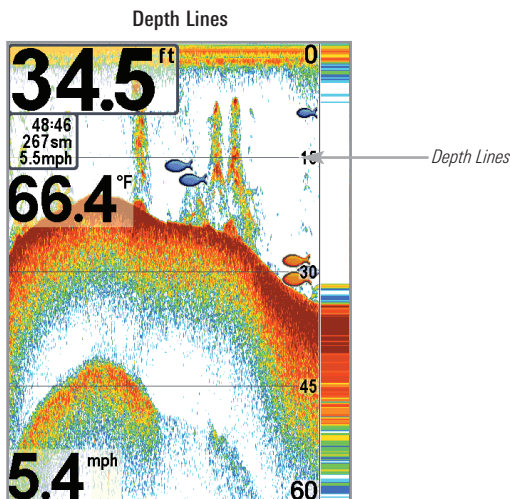 Depth Lines
34.5 ft
0
48:46
267sm
5.5mph
15
Depth Lines
66.4 °F
30
45
5.4 mph
60